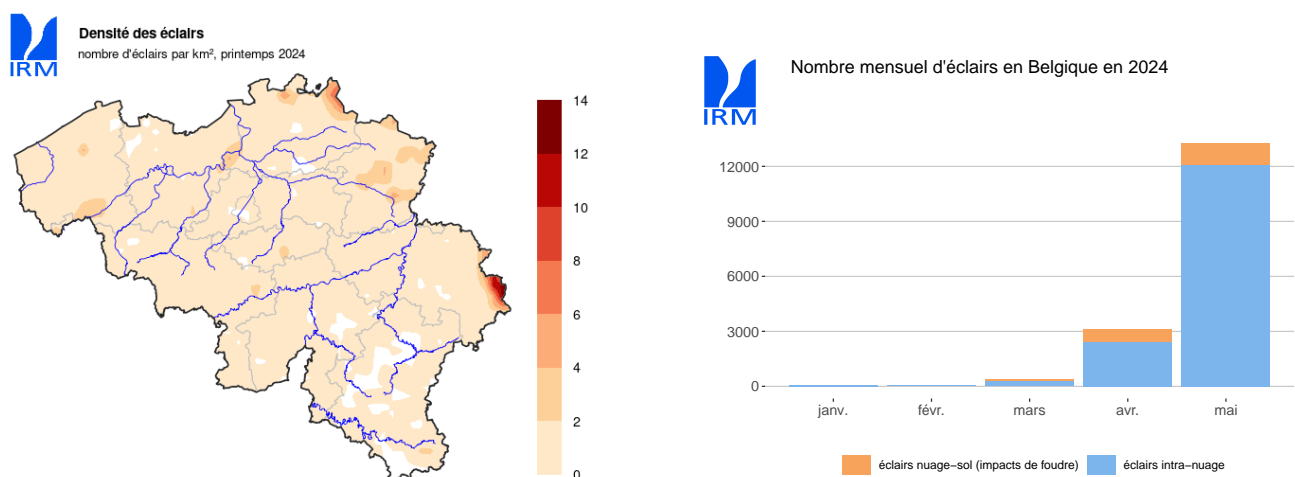 IRM
Densité des éclairs
nombre d'éclairs par km², printemps 2024
14
12
10
8
6
4
2
0
IRM
Nombre mensuel d'éclairs en Belgique en 2024
12000
9000
6000
3000
0
janv. févr. mars avr. mai
éclairs nuage−sol (impacts de foudre) éclairs intra−nuage